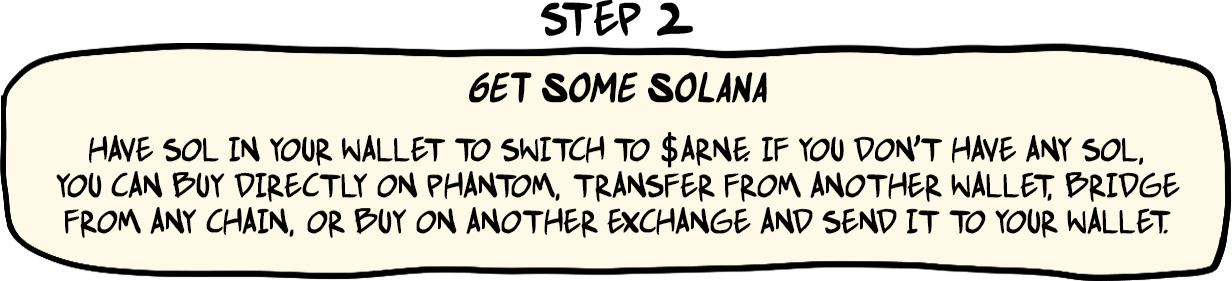 STEP 2
GET SOME SOLANA
HAVE SOL IN YOUR WALLET TO SWITCH TO $ARNE. IF YOU DON'T HAVE ANY SOL,
YOU CAN BUY DIRECTLY ON PHANTOM, TRANSFER FROM ANOTHER WALLET, BRIDGE
FROM ANY CHAIN, OR BUY ON ANOTHER EXCHANGE AND SEND IT TO YOUR WALLET.